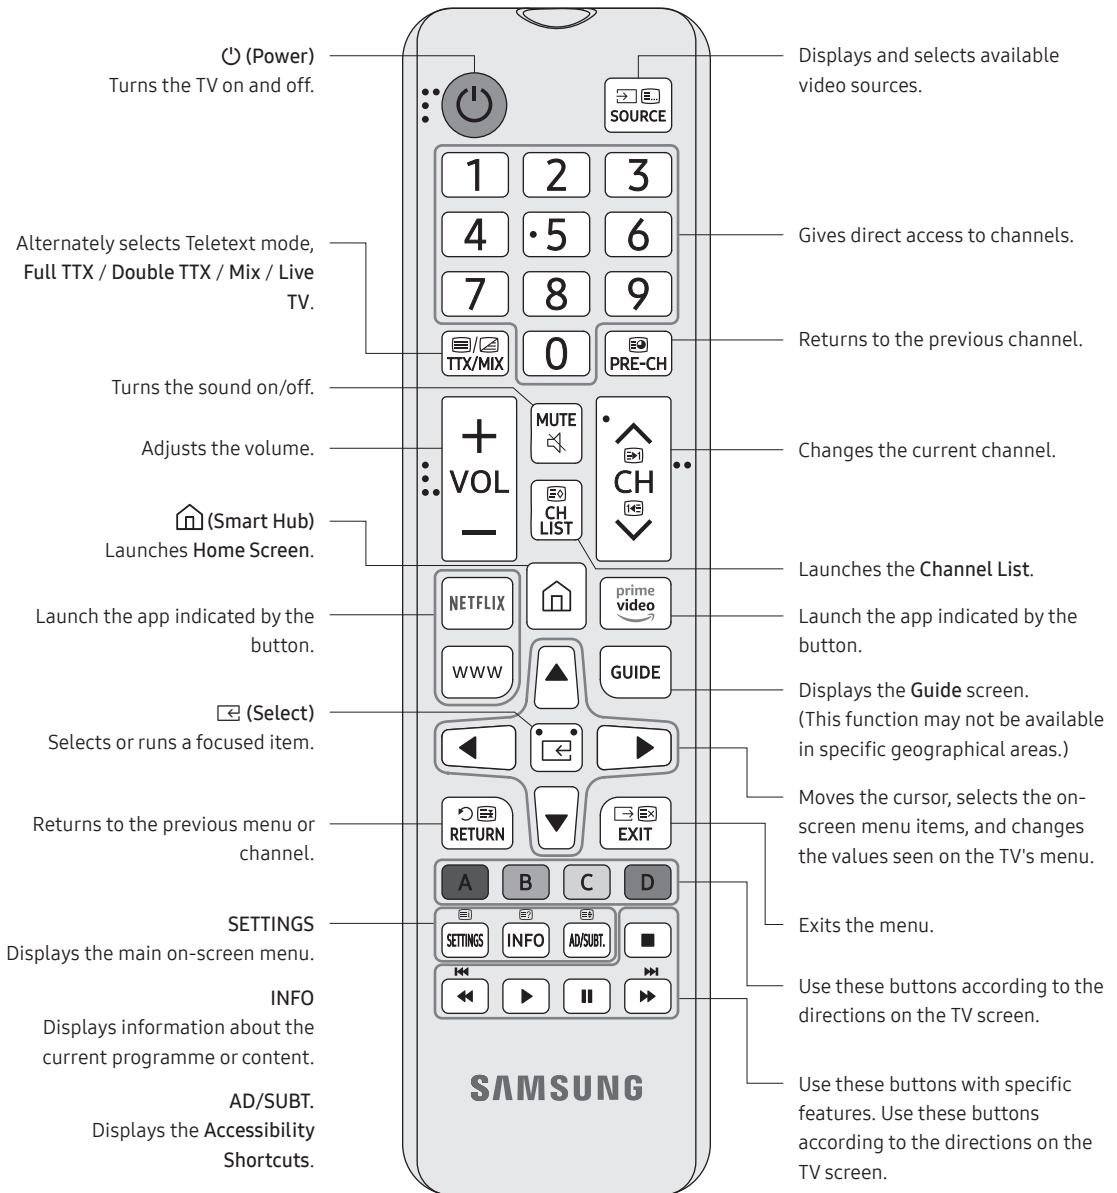 (Power)
Turns the TV on and off.
Alternately selects Teletext mode,
Full TTX / Double TTX / Mix / Live
TV.
Turns the sound on/off.
Adjusts the volume.
(Smart Hub)
Launches Home Screen.
Launch the app indicated by the
button.
(Select)
Selects or runs a focused item.
Returns to the previous menu or
channel.
SETTINGS
Displays the main on-screen menu.
INFO
Displays information about the
current programme or content.
AD/SUBT.
Displays the Accessibility
Shortcuts.
SOURCE
1 2 3
4 5 6
7 8 9
TTX/MIX 0 PRE-CH
MUTE
+
VOL
−
CH
CH
LIST
NETFLIX
prime
video
www
GUIDE
RETURN
EXIT
A B C D
SETTINGS INFO AD/SUBT.
SAMSUNG
Displays and selects available
video sources.
Gives direct access to channels.
Returns to the previous channel.
Changes the current channel.
Launches the Channel List.
Launch the app indicated by the
button.
Displays the Guide screen.
(This function may not be available
in specific geographical areas.)
Moves the cursor, selects the on-
screen menu items, and changes
the values seen on the TV's menu.
Exits the menu.
Use these buttons according to the
directions on the TV screen.
Use these buttons with specific
features. Use these buttons
according to the directions on the
TV screen.